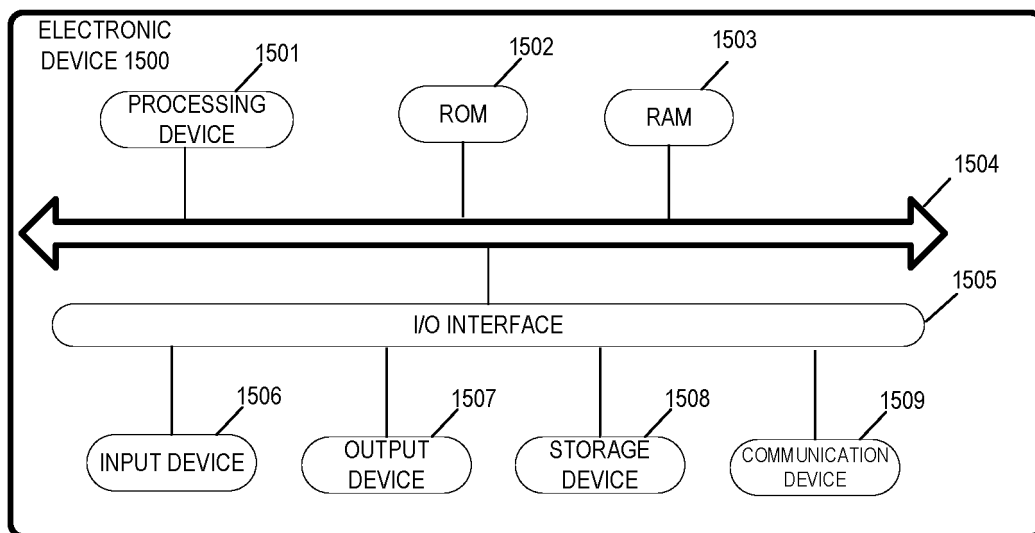 ELECTRONIC
DEVICE 1500
1501
1502
1503
PROCESSING
DEVICE
ROM
RAM
1504
1505
I/O INTERFACE
1506
1507
1508
1509
INPUT DEVICE
OUTPUT
DEVICE
STORAGE
DEVICE
COMMUNICATION
DEVICE